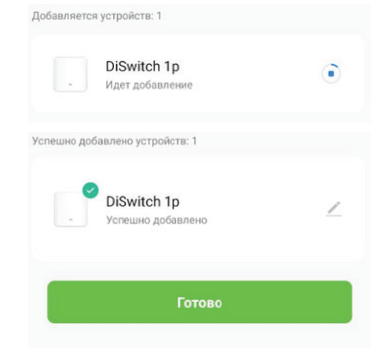 Добавляется устройств: 1
DiSwitch 1p
Идет добавление
Успешно добавлено устройств: 1
DiSwitch 1p
Успешно добавлено
Готово